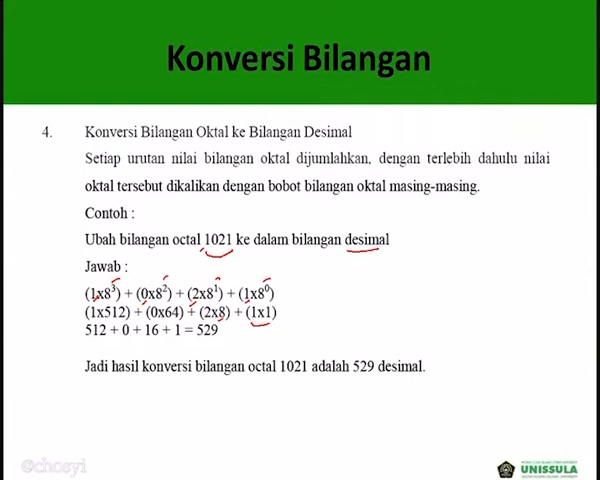 Konversi Bilangan
4. Konversi Bilangan Oktal ke Bilangan Desimal
Setiap urutan nilai bilangan oktal dijumlahkan, dengan terlebih dahulu nilai
oktal tersebut dikalikan dengan bobot bilangan oktal masing-masing.
Contoh :
Ubah bilangan octal 1021 ke dalam bilangan desimal
Jawab :
(1x8³) + (0x8²) + (2x8¹) + (1x8⁰)
(1x512) + (0x64) + (2x8) + (1x1)
512 + 0 + 16 + 1 = 529
Jadi hasil konversi bilangan octal 1021 adalah 529 desimal.
@chosyi
UNISSULA